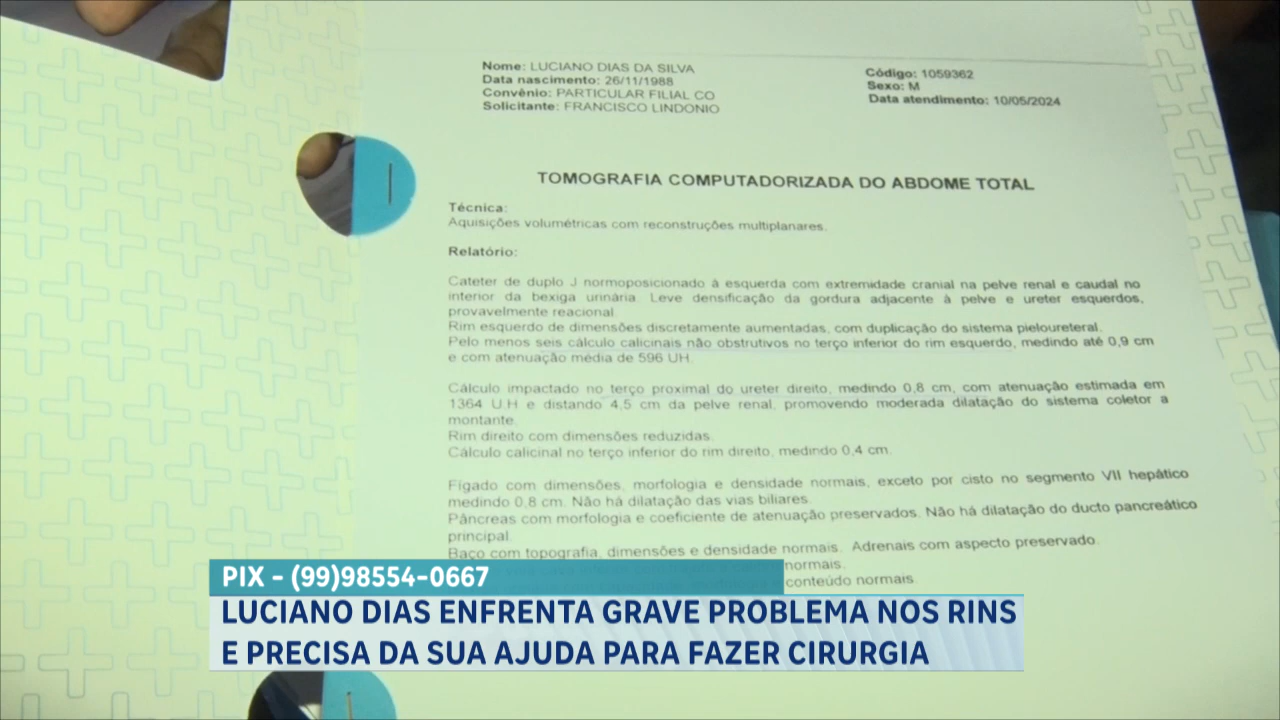 Nome: LUCIANO DIAS DA SILVA
Data nascimento: 26/11/1988
Convênio: PARTICULAR FILIAL CO
Solicitante: FRANCISCO LINDONIO
Código: 1059362
Sexo: M
Data atendimento: 10/05/2024
TOMOGRAFIA COMPUTADORIZADA DO ABDOME TOTAL
Técnica:
Aquisições volumétricas com reconstruções multiplanares.
Relatório:
Cateter de duplo J normoposicionado à esquerda com extremidade cranial na pelve renal e caudal no
interior da bexiga urinária. Leve densificação da gordura adjacente à pelve e ureter esquerdos,
provavelmente reacional.
Rim esquerdo de dimensões discretamente aumentadas, com duplicação do sistema pieloureteral.
Pelo menos seis cálculo calicinais não obstrutivos no terço inferior do rim esquerdo, medindo até 0,9 cm
e com atenuação média de 596 UH.
Cálculo impactado no terço proximal do ureter direito, medindo 0,8 cm, com atenuação estimada em
1364 U.H e distando 4,5 cm da pelve renal, promovendo moderada dilatação do sistema coletor a
montante.
Rim direito com dimensões reduzidas.
Cálculo calicinal no terço inferior do rim direito, medindo 0,4 cm.
Fígado com dimensões, morfologia e densidade normais, exceto por cisto no segmento VII hepático
medindo 0,8 cm. Não há dilatação das vias biliares.
Pâncreas com morfologia e coeficiente de atenuação preservados. Não há dilatação do ducto pancreático
principal.
Baço com topografia, dimensões e densidade normais. Adrenais com aspecto preservado.
normais.
conteúdo normais.
PIX - (99)98554-0667
LUCIANO DIAS ENFRENTA GRAVE PROBLEMA NOS RINS
E PRECISA DA SUA AJUDA PARA FAZER CIRURGIA